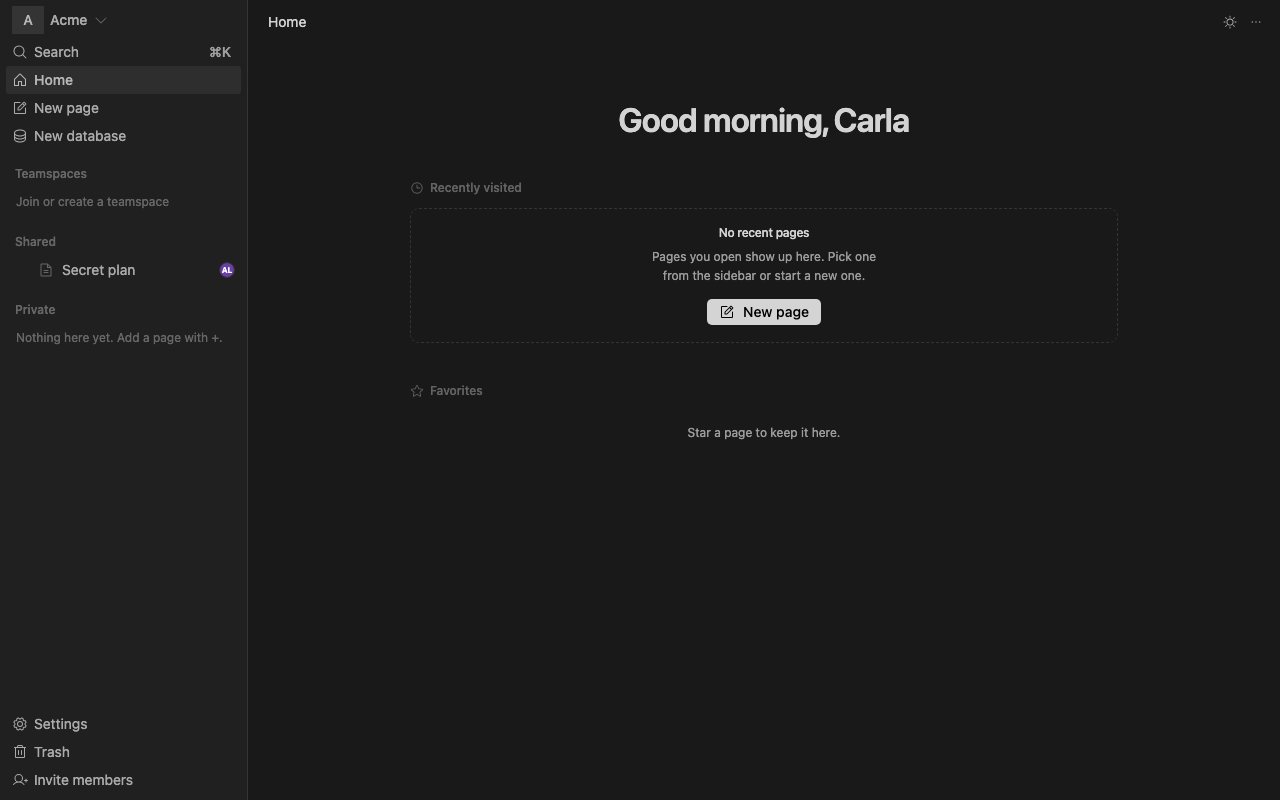 A Acme
Search ⌘K
Home
New page
New database
Teamspaces
Join or create a teamspace
Shared
Secret plan AL
Private
Nothing here yet. Add a page with +.
Settings
Trash
Invite members
Home
Good morning, Carla
Recently visited
No recent pages
Pages you open show up here. Pick one
from the sidebar or start a new one.
New page
Favorites
Star a page to keep it here.